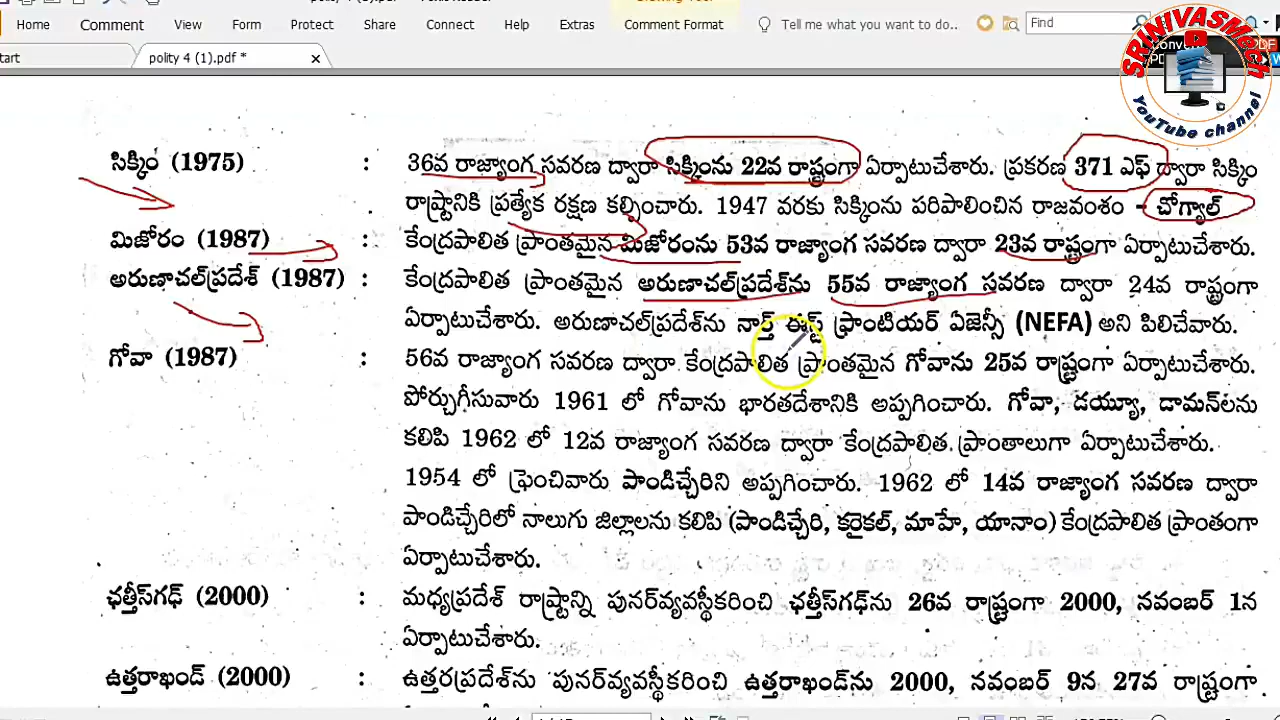 Home Comment View Form Protect Share Connect Help Extras Comment Format Tell me what you want to do... Find
tart polity 4 (1).pdf * ×
SRINIVASMech
YouTube channel
సిక్కిం (1975) : 36వ రాజ్యాంగ సవరణ ద్వారా సిక్కింను 22వ రాష్ట్రంగా ఏర్పాటుచేశారు. ప్రకరణ 371 ఎఫ్ ద్వారా సిక్కిం
రాష్ట్రానికి ప్రత్యేక రక్షణ కల్పించారు. 1947 వరకు సిక్కింను పరిపాలించిన రాజవంశం - చోగ్యాల్
మిజోరం (1987) : కేంద్రపాలిత ప్రాంతమైన మిజోరంను 53వ రాజ్యాంగ సవరణ ద్వారా 23వ రాష్ట్రంగా ఏర్పాటుచేశారు.
అరుణాచల్‌ప్రదేశ్ (1987) : కేంద్రపాలిత ప్రాంతమైన అరుణాచల్‌ప్రదేశ్‌ను 55వ రాజ్యాంగ సవరణ ద్వారా 24వ రాష్ట్రంగా
ఏర్పాటుచేశారు. అరుణాచల్‌ప్రదేశ్‌ను నార్త్ ఈస్ట్ ఫ్రాంటియర్ ఏజెన్సీ (NEFA) అని పిలిచేవారు.
గోవా (1987) : 56వ రాజ్యాంగ సవరణ ద్వారా కేంద్రపాలిత ప్రాంతమైన గోవాను 25వ రాష్ట్రంగా ఏర్పాటుచేశారు.
పోర్చుగీసువారు 1961 లో గోవాను భారతదేశానికి అప్పగించారు. గోవా, డయ్యూ, డామన్‌లను
కలిపి 1962 లో 12వ రాజ్యాంగ సవరణ ద్వారా కేంద్రపాలిత ప్రాంతాలుగా ఏర్పాటుచేశారు.
1954 లో ఫ్రెంచివారు పాండిచ్చేరిని అప్పగించారు. 1962 లో 14వ రాజ్యాంగ సవరణ ద్వారా
పాండిచ్చేరిలో నాలుగు జిల్లాలను కలిపి (పాండిచ్చేరి, కరైకల్, మాహే, యానాం) కేంద్రపాలిత ప్రాంతంగా
ఏర్పాటుచేశారు.
ఛత్తీస్‌గఢ్ (2000) : మధ్యప్రదేశ్ రాష్ట్రాన్ని పునర్‌వ్యవస్థీకరించి ఛత్తీస్‌గఢ్‌ను 26వ రాష్ట్రంగా 2000, నవంబర్ 1న
ఏర్పాటుచేశారు.
ఉత్తరాఖండ్ (2000) : ఉత్తరప్రదేశ్‌ను పునర్‌వ్యవస్థీకరించి ఉత్తరాఖండ్‌ను 2000, నవంబర్ 9న 27వ రాష్ట్రంగా